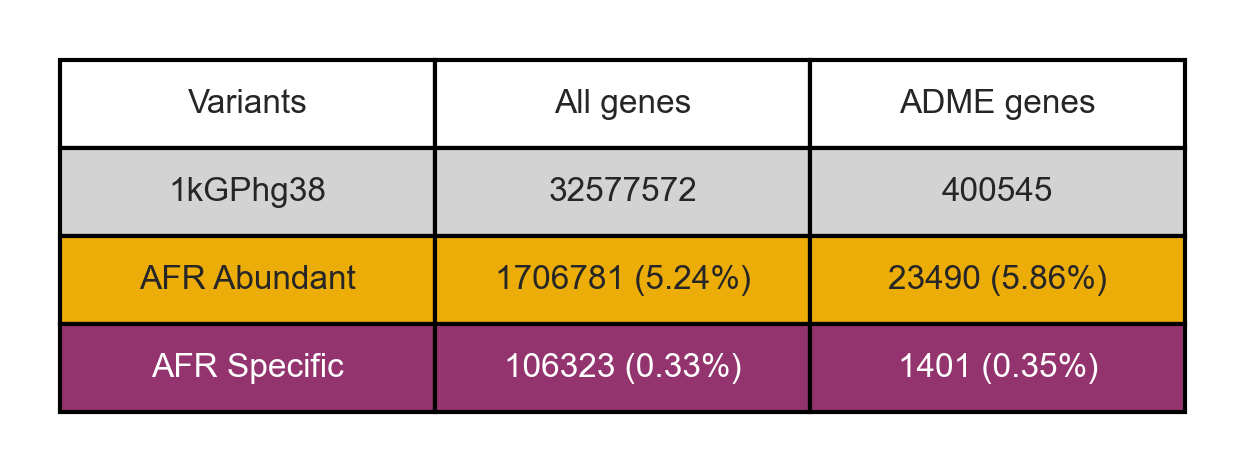 Variants All genes ADME genes
1kGPhg38 32577572 400545
AFR Abundant 1706781 (5.24%) 23490 (5.86%)
AFR Specific 106323 (0.33%) 1401 (0.35%)